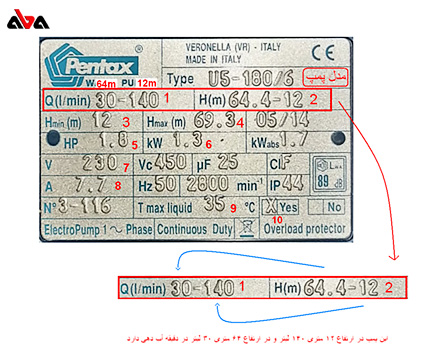 aba
VERONELLA (VR) - ITALY
MADE IN ITALY
CE
Pentax
W 64m PU 12m
Type U5-180/6 مدل پمپ
Q(l/min) 30-140 1 H(m) 64.4-12 2
Hmin (m) 12 3 Hmax (m) 69.3 4 05/14
HP 1.8 5 kW 1.3 6 kWabs 1.7
V 230 7 Vc 450 µF 25 Cl F
A 7.7 8 Hz 50 2800 min⁻¹ IP 44 89 dB
N° 3-116 T max liquid 35 9 °C X Yes No
10
ElectroPump 1 ~ Phase Continuous Duty Overload protector
Q(l/min) 30-140 1 H(m) 64.4-12 2
این پمپ در ارتفاع ۱۲ متری ۱۴۰ لیتر و در ارتفاع ۶۴ متری ۳۰ لیتر در دقیقه آب دهی دارد